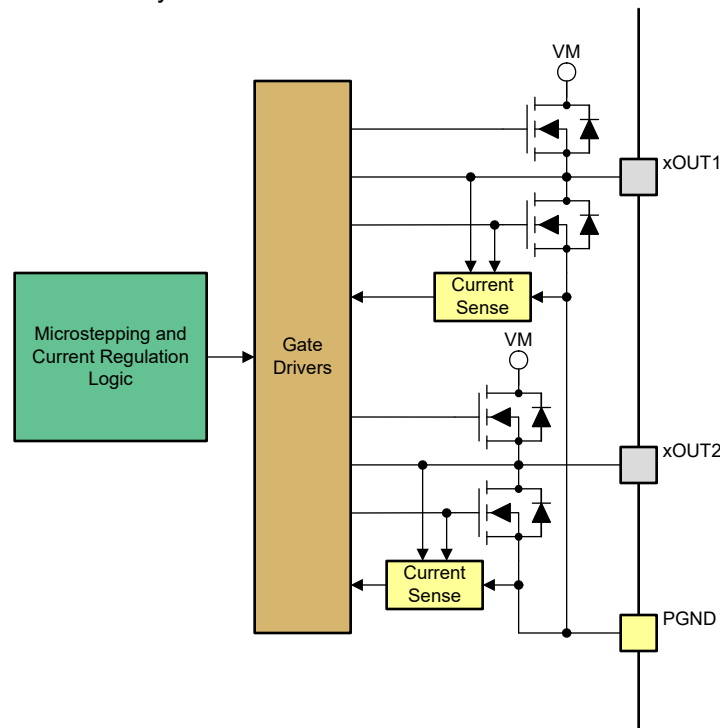 VM
xOUT1
Current
Sense
Microstepping and
Current Regulation
Logic
Gate
Drivers
VM
xOUT2
Current
Sense
PGND